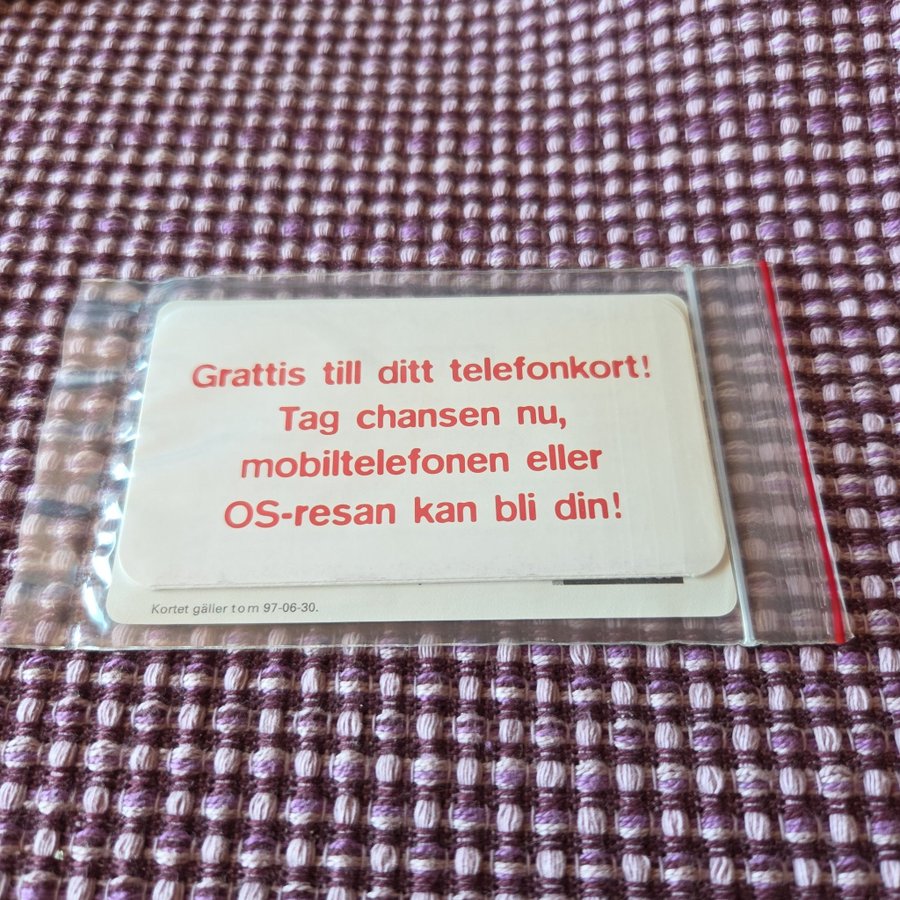 Grattis till ditt telefonkort!
Tag chansen nu,
mobiltelefonen eller
OS-resan kan bli din!
Kortet gäller t o m 97-06-30.